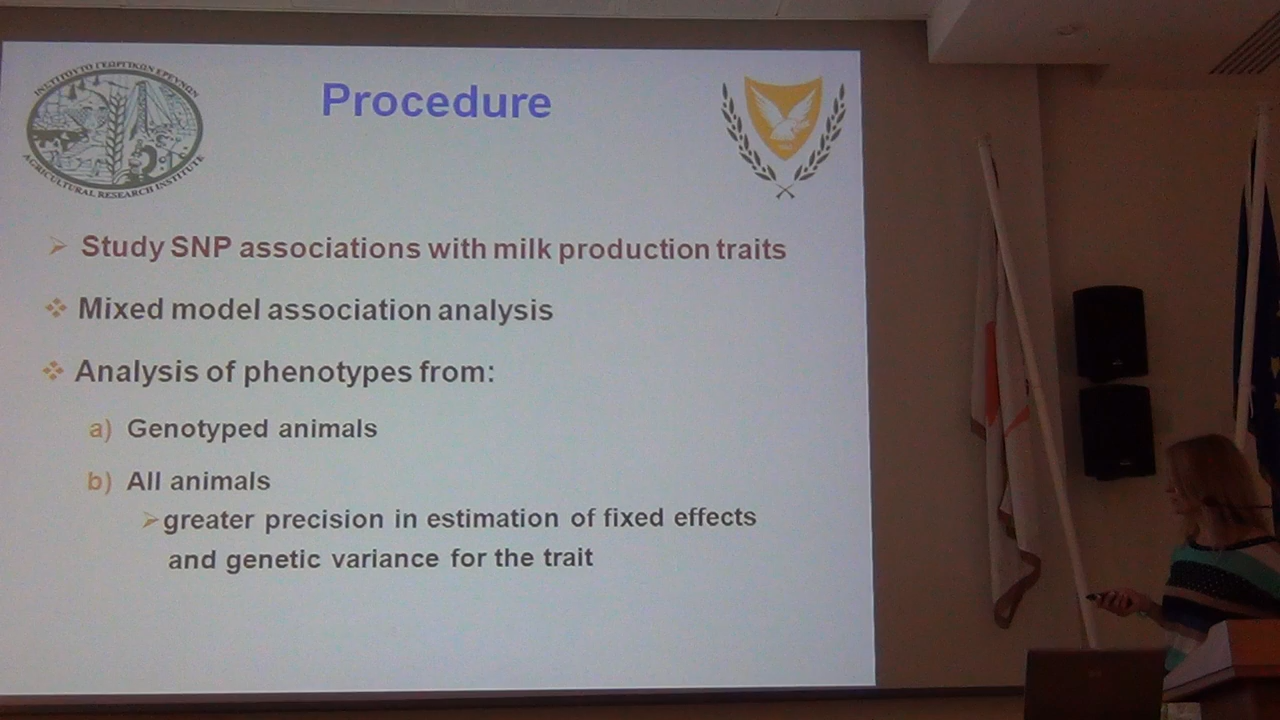 ΙΝΣΤΙΤΟΥΤΟ ΓΕΩΡΓΙΚΩΝ ΕΡΕΥΝΩΝ
AGRICULTURAL RESEARCH INSTITUTE
Procedure
Study SNP associations with milk production traits
Mixed model association analysis
Analysis of phenotypes from:
a) Genotyped animals
b) All animals
greater precision in estimation of fixed effects
and genetic variance for the trait